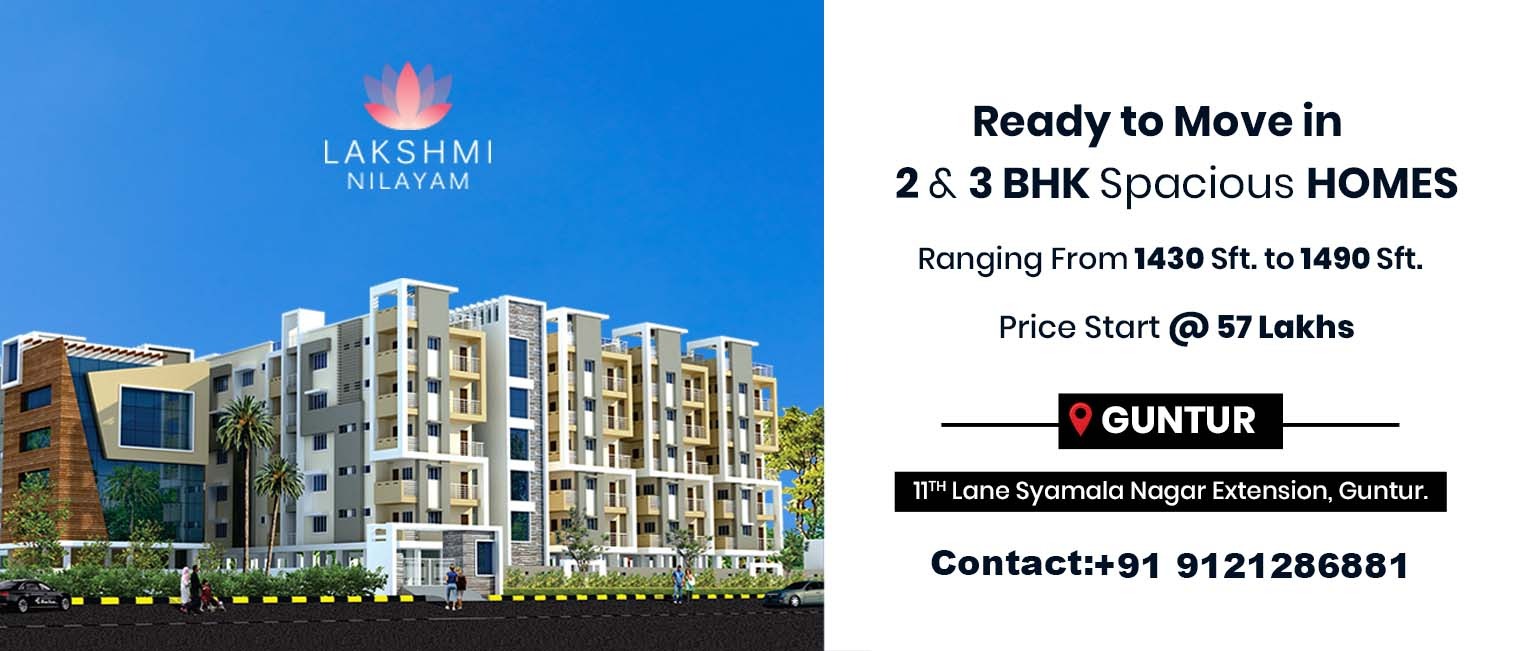 LAKSHMI
NILAYAM
Ready to Move in
2 & 3 BHK Spacious HOMES
Ranging From 1430 Sft. to 1490 Sft.
Price Start @ 57 Lakhs
GUNTUR
11TH Lane Syamala Nagar Extension, Guntur.
Contact:+91 9121286881